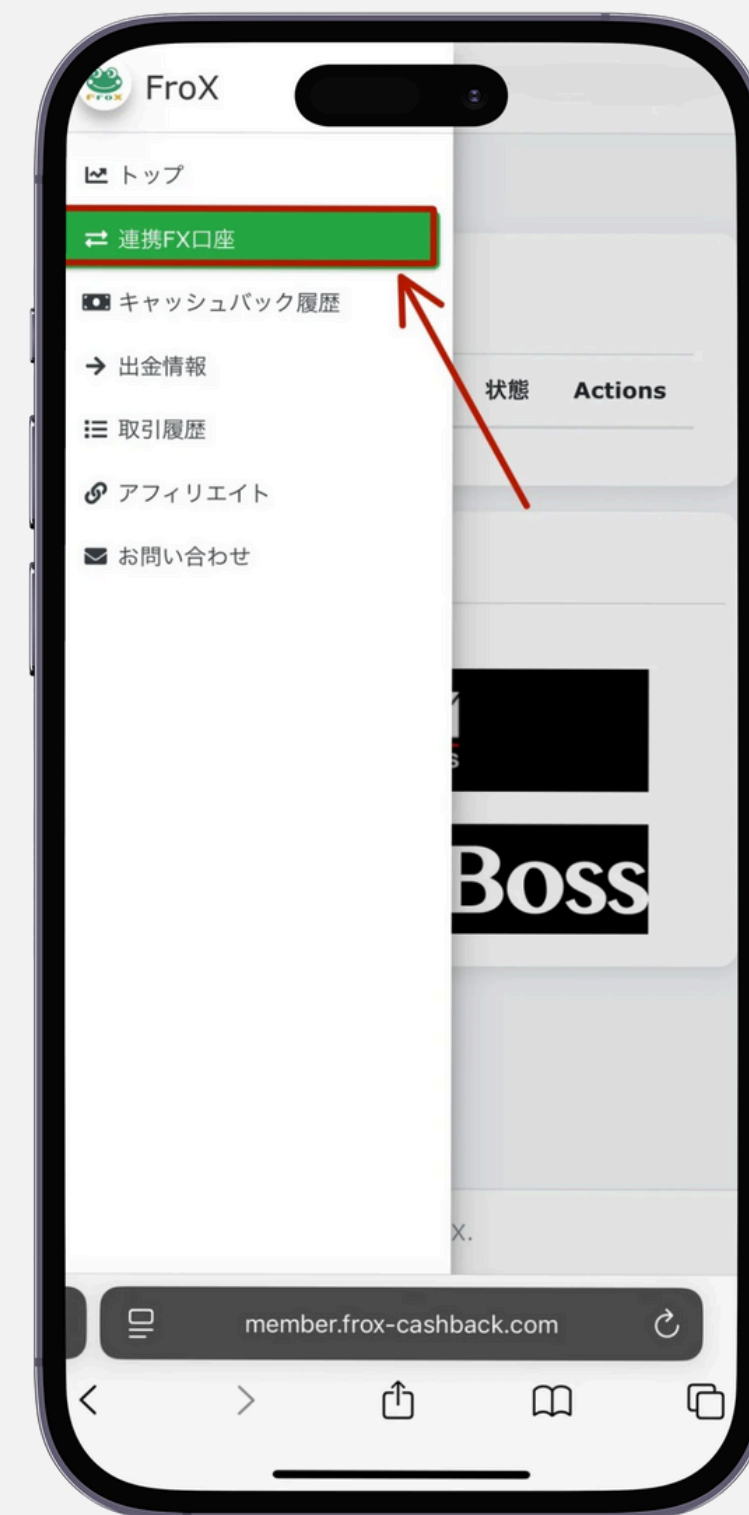 FroX
FroX
トップ
連携FX口座
キャッシュバック履歴
出金情報
状態 Actions
取引履歴
アフィリエイト
お問い合わせ
s
Boss
X.
member.frox-cashback.com